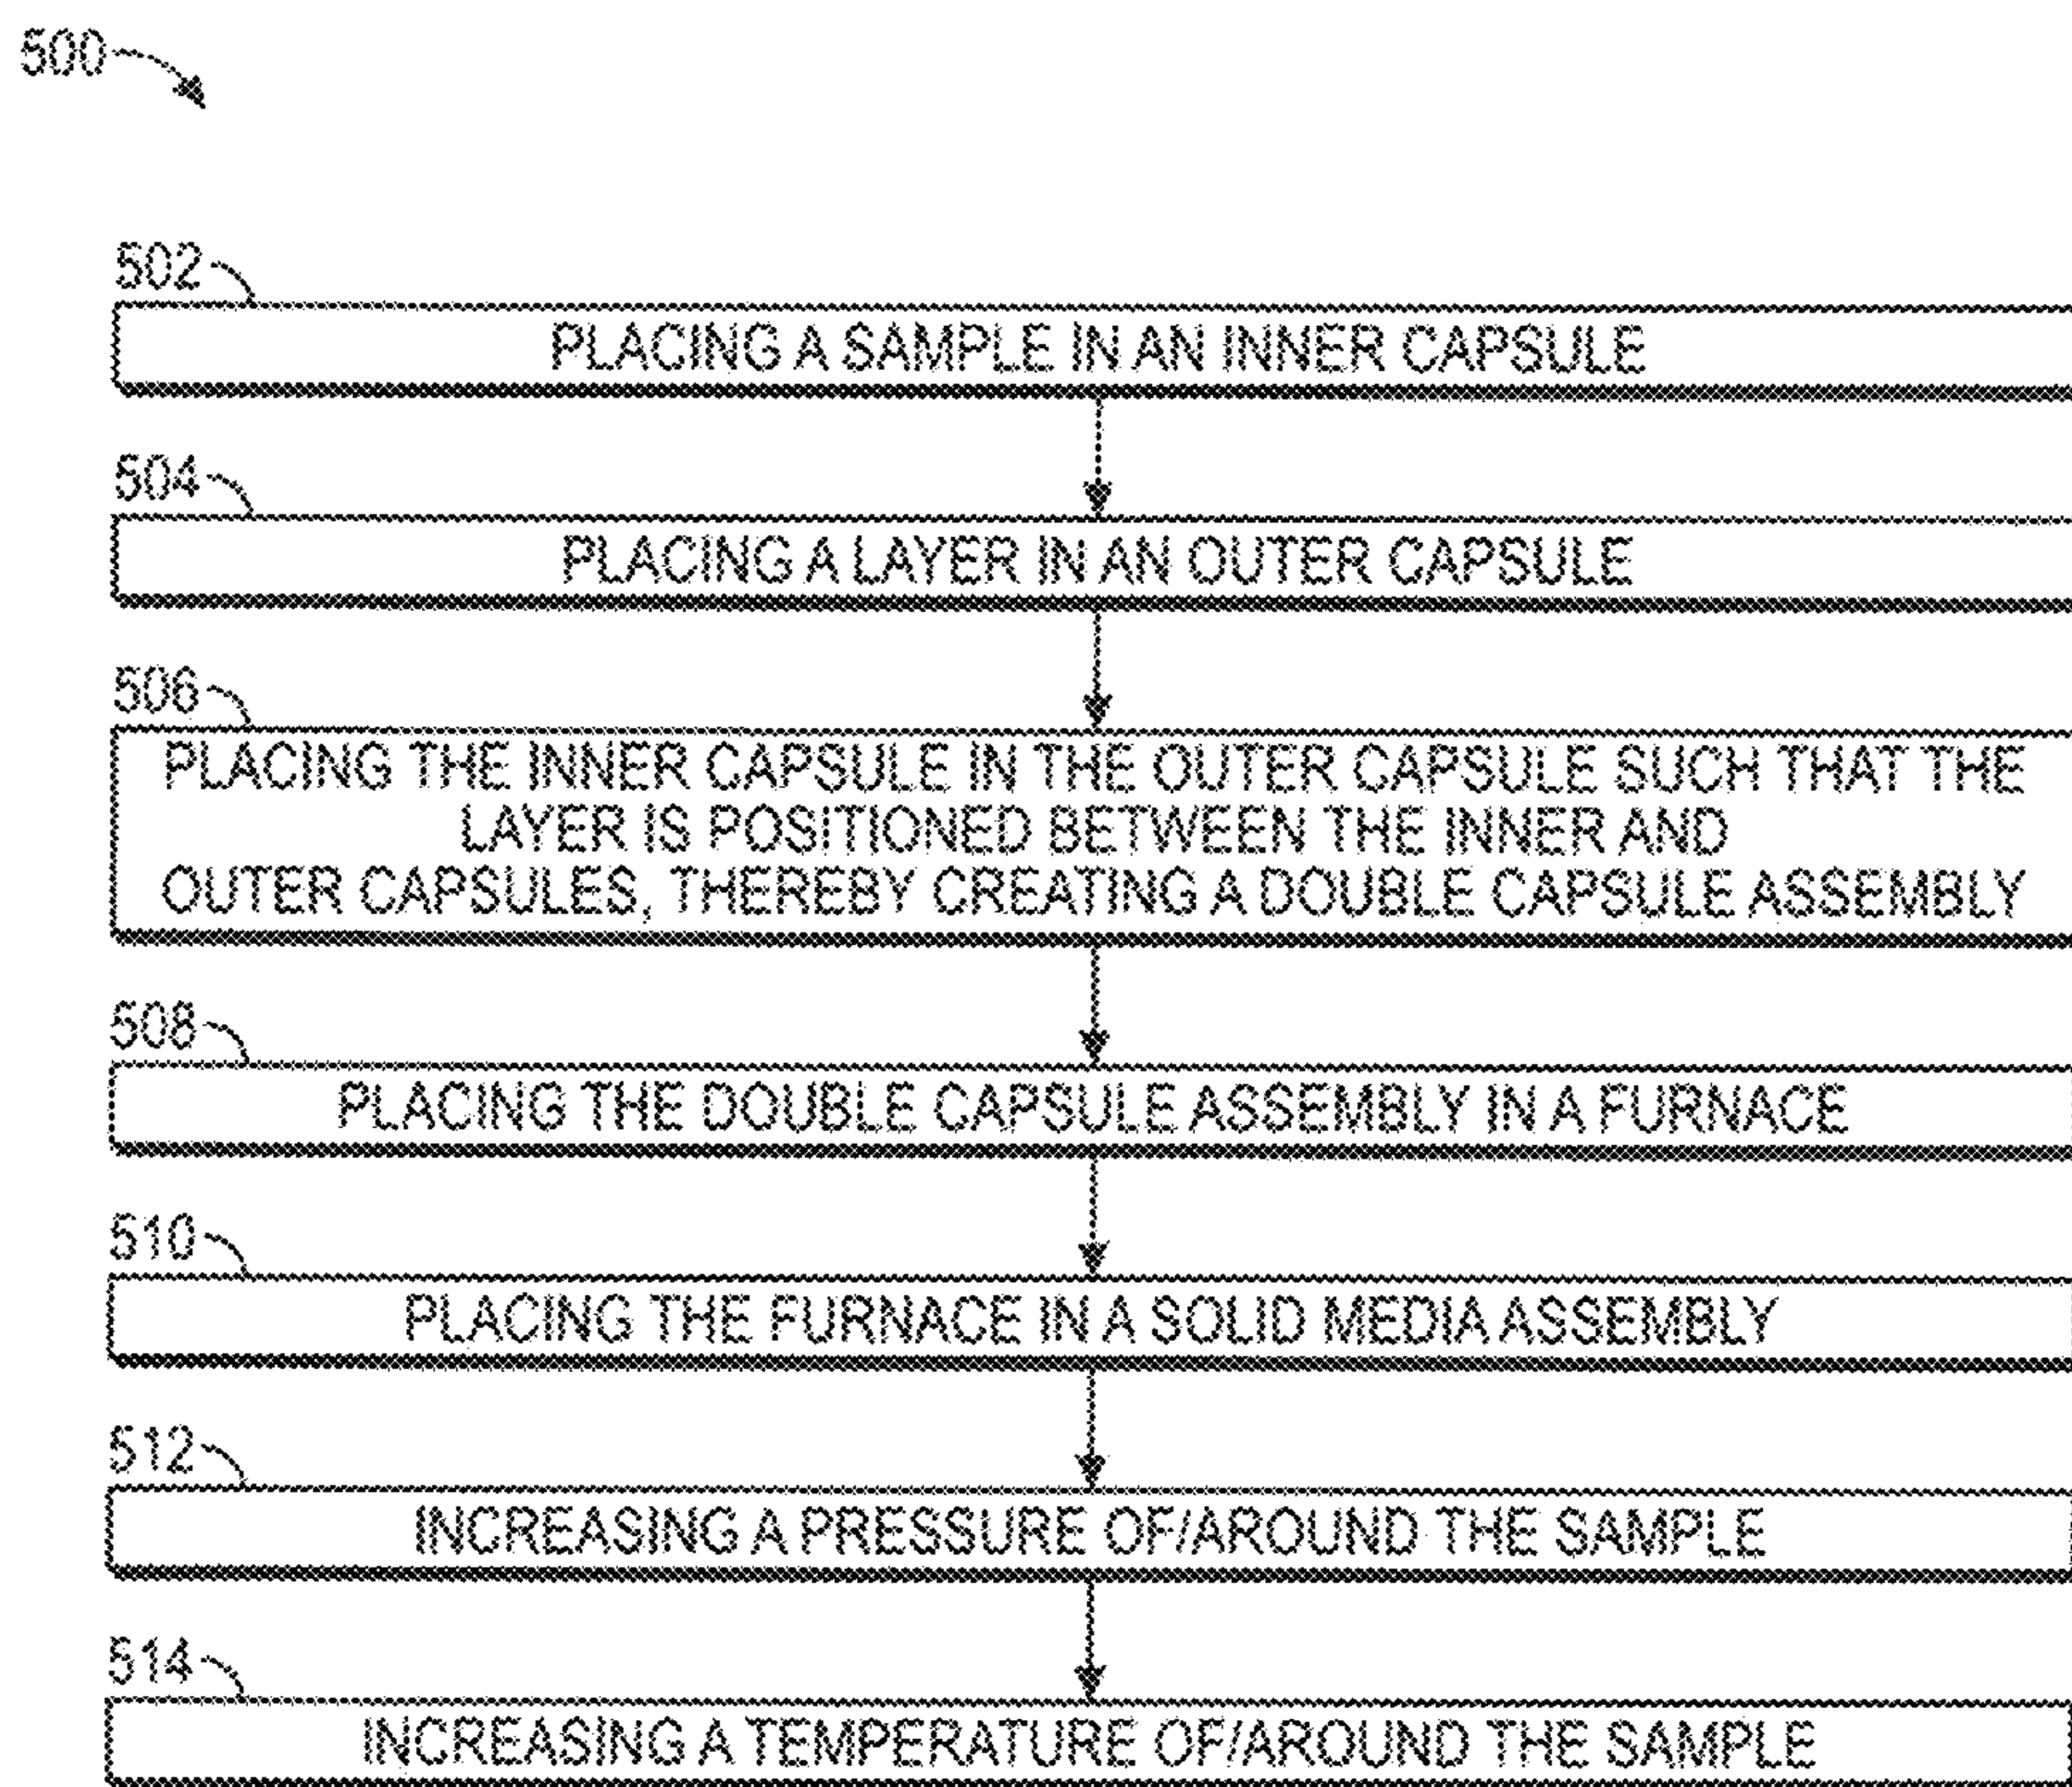 500
502
PLACING A SAMPLE IN AN INNER CAPSULE
504
PLACING A LAYER IN AN OUTER CAPSULE
506
PLACING THE INNER CAPSULE IN THE OUTER CAPSULE SUCH THAT THE
LAYER IS POSITIONED BETWEEN THE INNER AND
OUTER CAPSULES, THEREBY CREATING A DOUBLE CAPSULE ASSEMBLY
508
PLACING THE DOUBLE CAPSULE ASSEMBLY IN A FURNACE
510
PLACING THE FURNACE IN A SOLID MEDIA ASSEMBLY
512
INCREASING A PRESSURE OF/AROUND THE SAMPLE
514
INCREASING A TEMPERATURE OF/AROUND THE SAMPLE